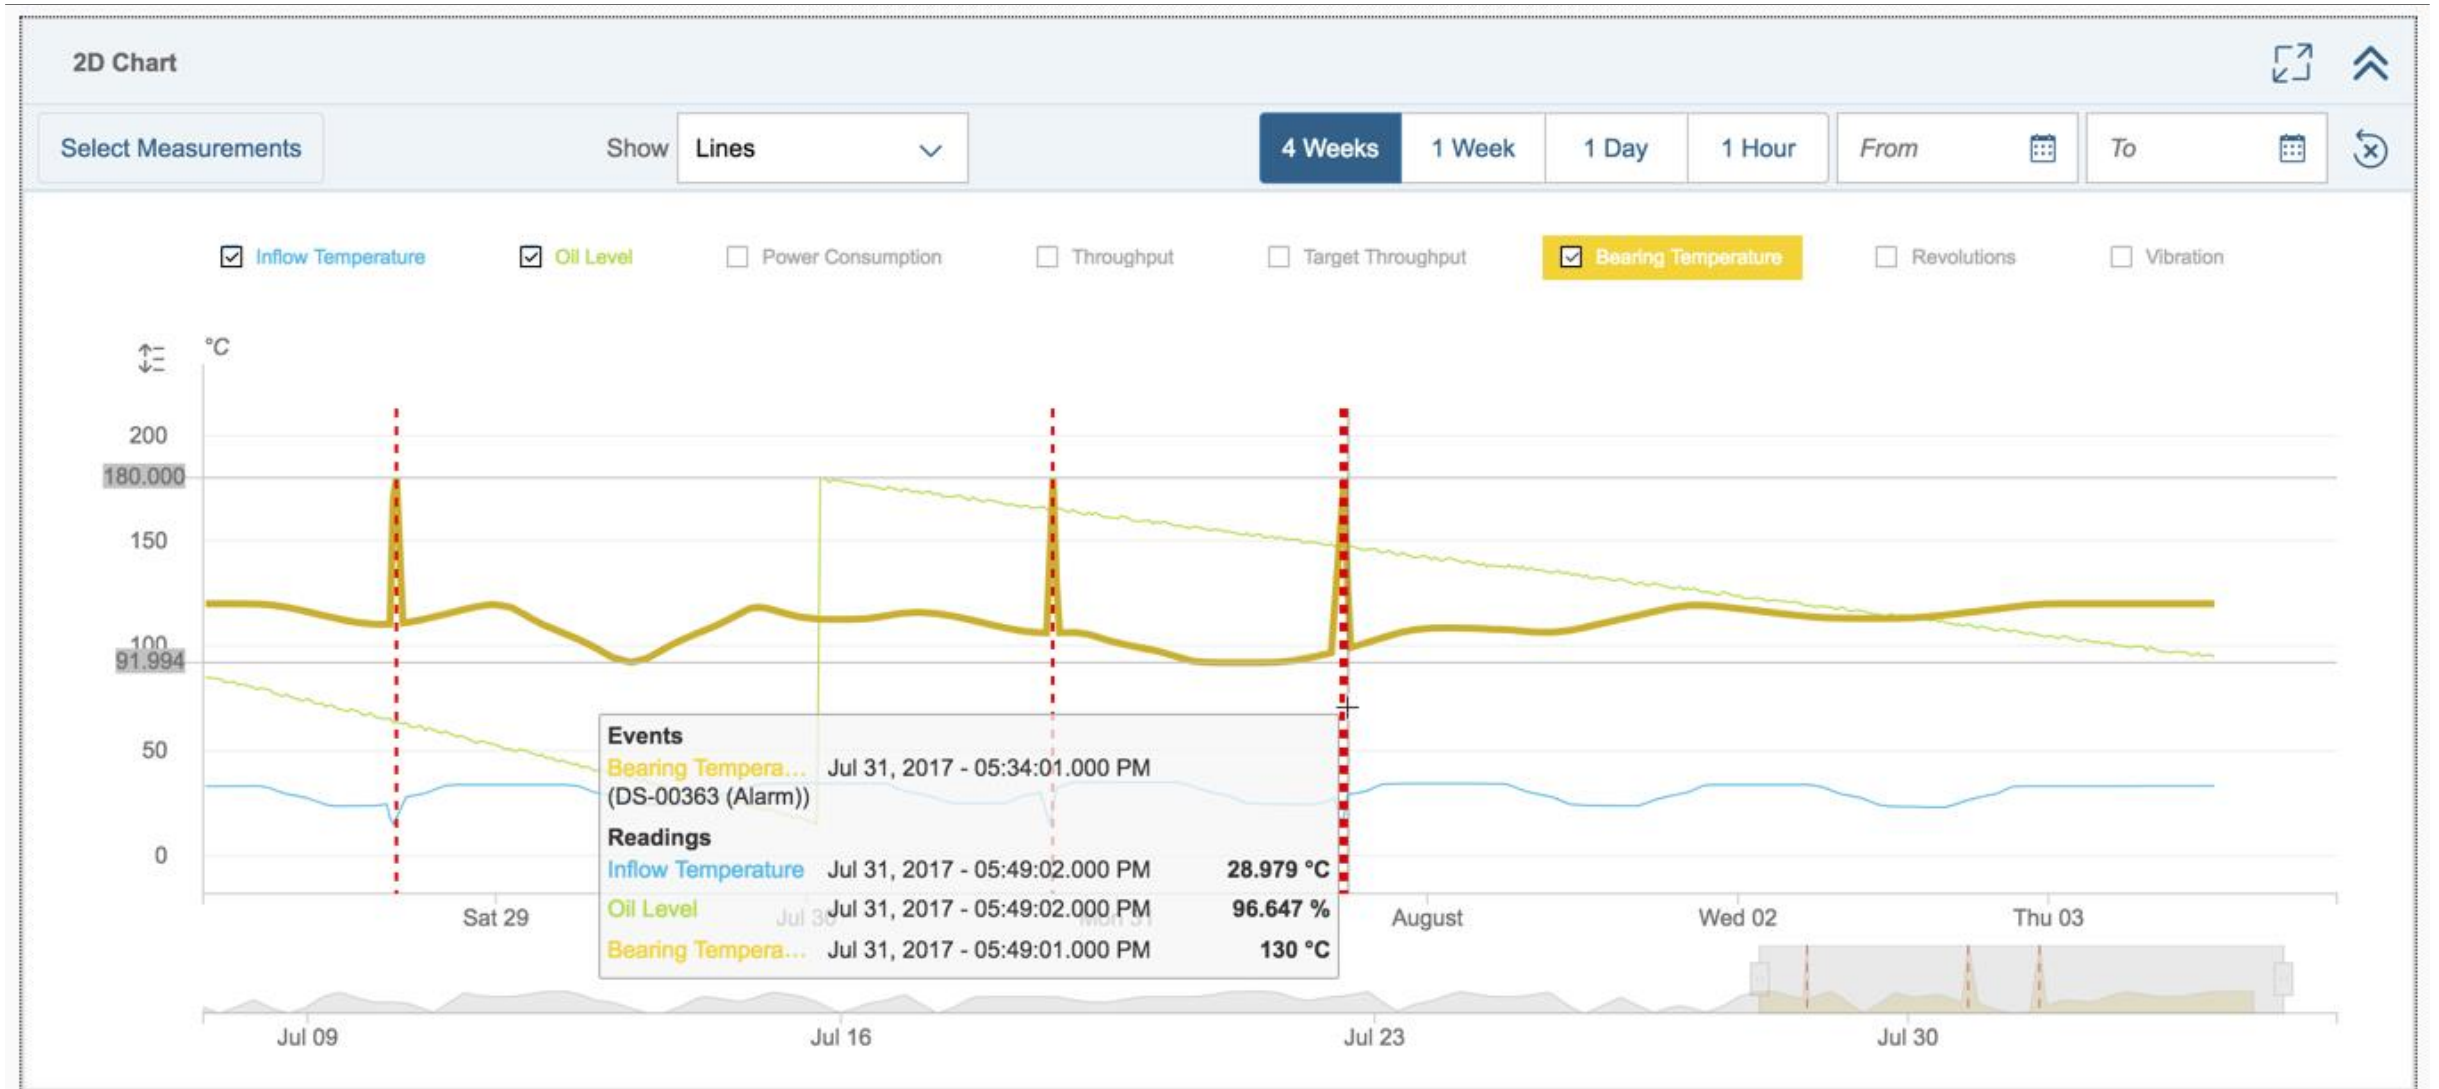 2D Chart
Select Measurements Show Lines 4 Weeks 1 Week 1 Day 1 Hour From To
Inflow Temperature Oil Level Power Consumption Throughput Target Throughput Bearing Temperature Revolutions Vibration
°C
200
180.000
150
100
91.994
50
0
Events
Bearing Tempera... Jul 31, 2017 - 05:34:01.000 PM
(DS-00363 (Alarm))
Readings
Inflow Temperature Jul 31, 2017 - 05:49:02.000 PM 28.979 °C
Oil Level Jul 31, 2017 - 05:49:02.000 PM 96.647 %
Bearing Tempera... Jul 31, 2017 - 05:49:01.000 PM 130 °C
Sat 29 Jul 30 Mon 31 August Wed 02 Thu 03
Jul 09 Jul 16 Jul 23 Jul 30